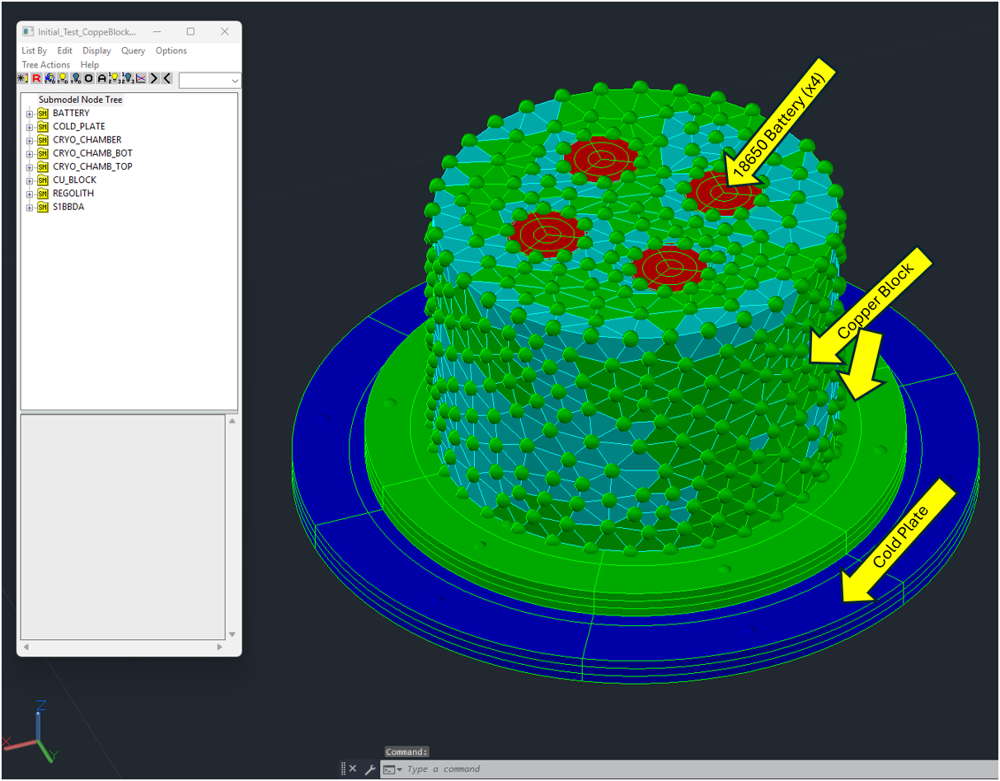 Initial_Test_CoppeBlock...
List By Edit Display Query Options
Tree Actions Help
Submodel Node Tree
BATTERY
COLD_PLATE
CRYO_CHAMBER
CRYO_CHAMB_BOT
CRYO_CHAMB_TOP
CU_BLOCK
REGOLITH
S1BBDA
18650 Battery (x4)
Copper Block
Cold Plate
Z
X
Y
Command:
Type a command